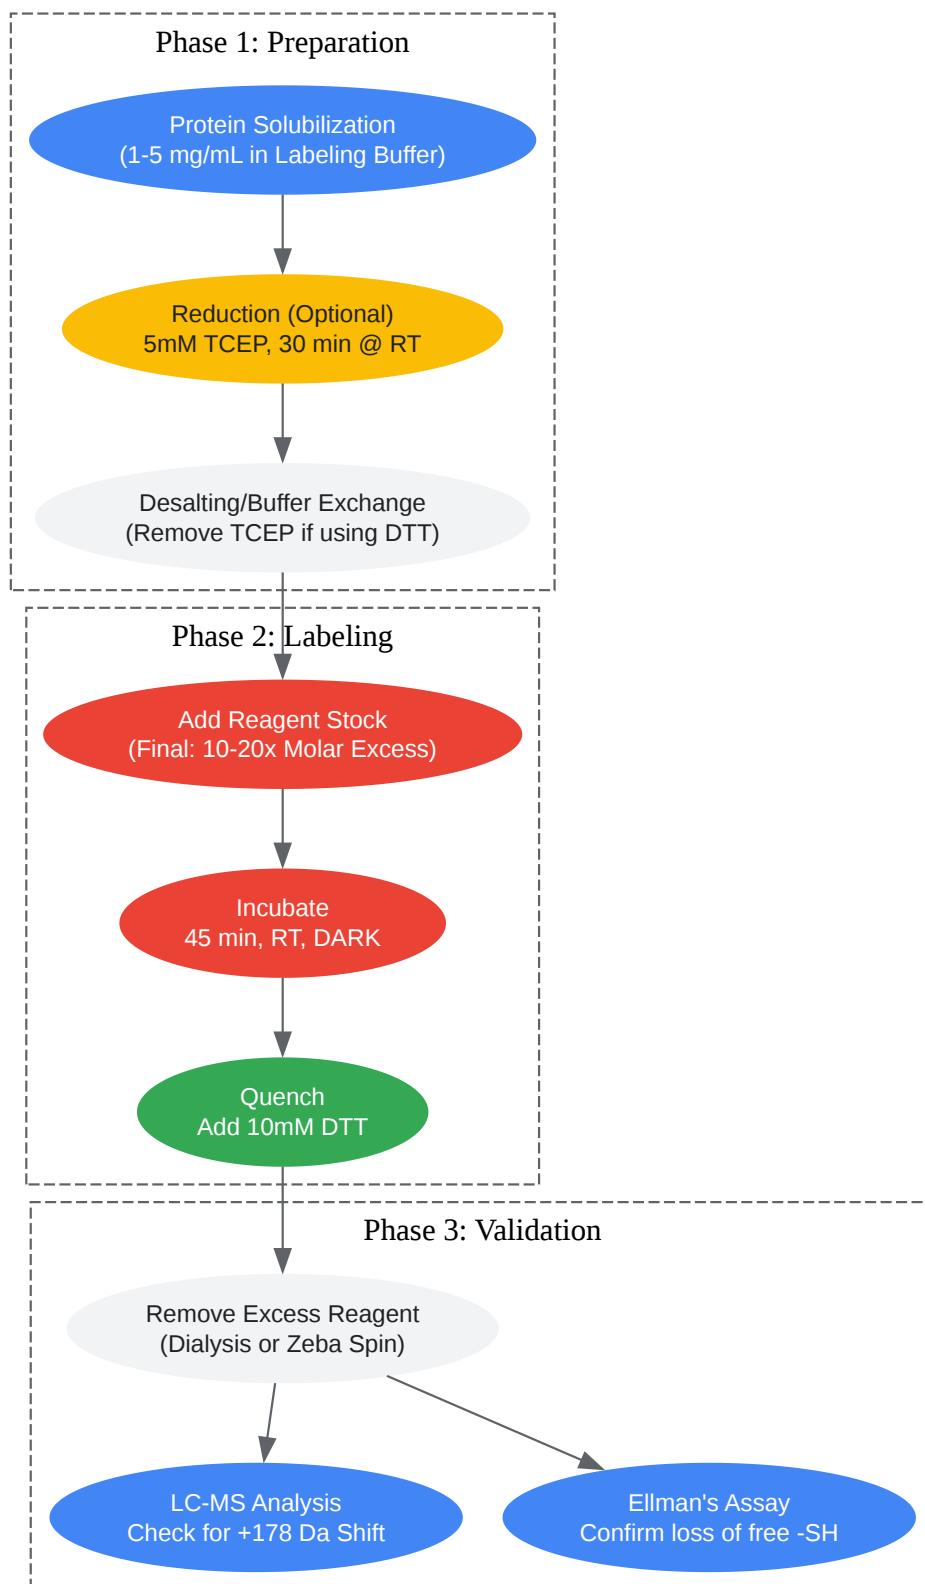 Phase 1: Preparation
Protein Solubilization
(1-5 mg/mL in Labeling Buffer)
Reduction (Optional)
5mM TCEP, 30 min @ RT
Desalting/Buffer Exchange
(Remove TCEP if using DTT)
Phase 2: Labeling
Add Reagent Stock
(Final: 10-20x Molar Excess)
Incubate
45 min, RT, DARK
Quench
Add 10mM DTT
Phase 3: Validation
Remove Excess Reagent
(Dialysis or Zeba Spin)
LC-MS Analysis
Check for +178 Da Shift
Ellman's Assay
Confirm loss of free -SH